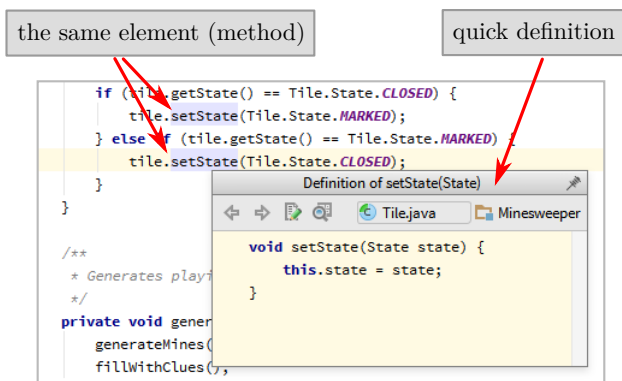 the same element (method)
quick definition
if (tile.getState() == Tile.State.CLOSED) {
tile.setState(Tile.State.MARKED);
} else if (tile.getState() == Tile.State.MARKED) {
tile.setState(Tile.State.CLOSED);
}
}
Definition of setState(State)
Tile.java Minesweeper
void setState(State state) {
this.state = state;
}
/**
* Generates playi
*/
private void gener
generateMines(
fillWithClues();